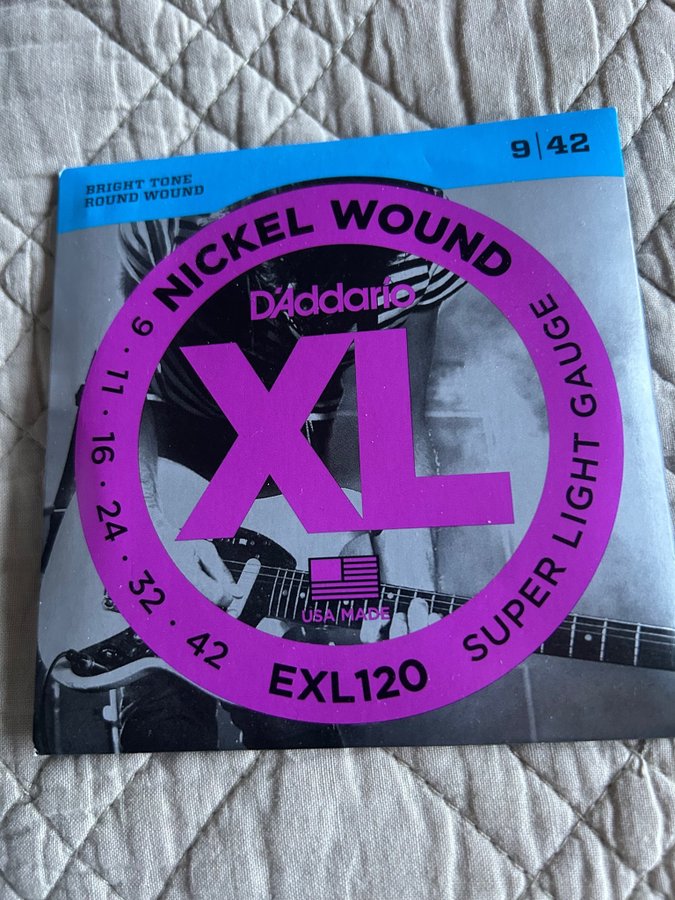 BRIGHT TONE
ROUND WOUND
9|42
NICKEL WOUND
D'Addario
XL
USA MADE
9 · 11 · 16 · 24 · 32 · 42
EXL120
SUPER LIGHT GAUGE